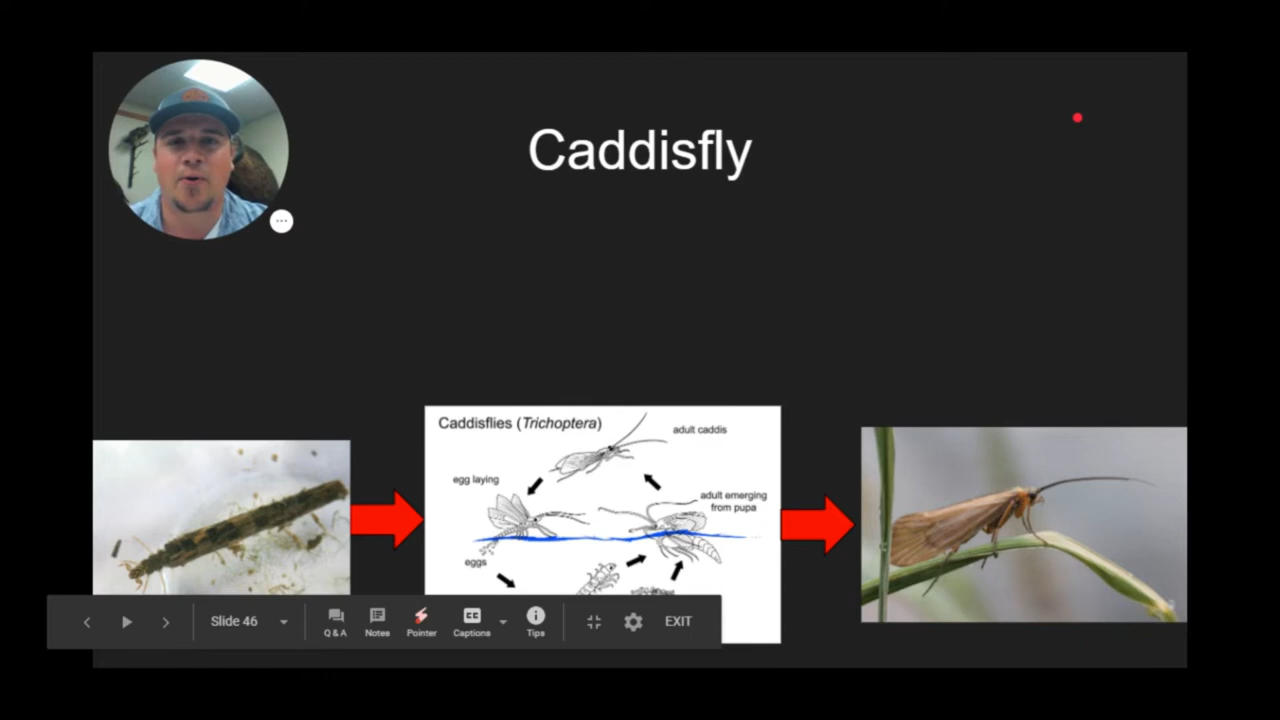 Caddisfly
Caddisflies (Trichoptera)
adult caddis
egg laying
adult emerging
from pupa
eggs
Slide 46
Q & A
Notes
Pointer
CC
Captions
Tips
EXIT